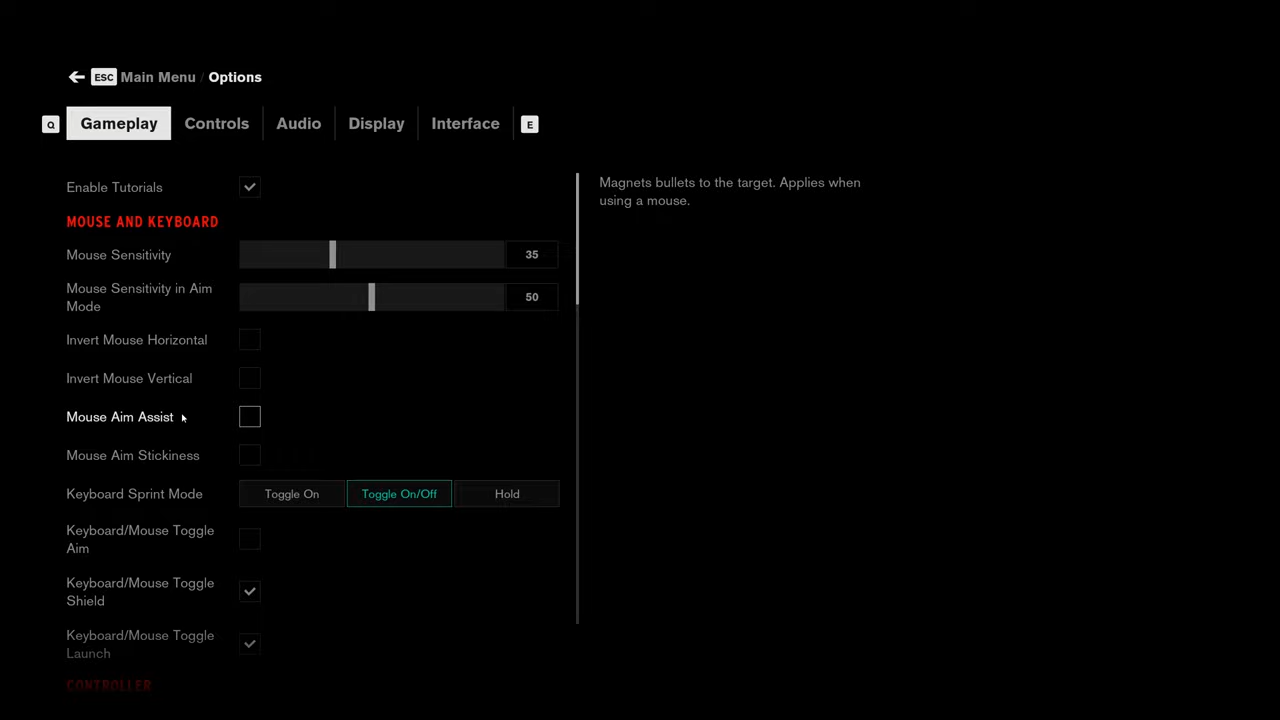 ESC Main Menu / Options
Q Gameplay Controls Audio Display Interface E
Enable Tutorials
MOUSE AND KEYBOARD
Mouse Sensitivity 35
Mouse Sensitivity in Aim
Mode 50
Invert Mouse Horizontal
Invert Mouse Vertical
Mouse Aim Assist
Mouse Aim Stickiness
Keyboard Sprint Mode Toggle On Toggle On/Off Hold
Keyboard/Mouse Toggle
Aim
Keyboard/Mouse Toggle
Shield
Keyboard/Mouse Toggle
Launch
CONTROLLER
Magnets bullets to the target. Applies when
using a mouse.